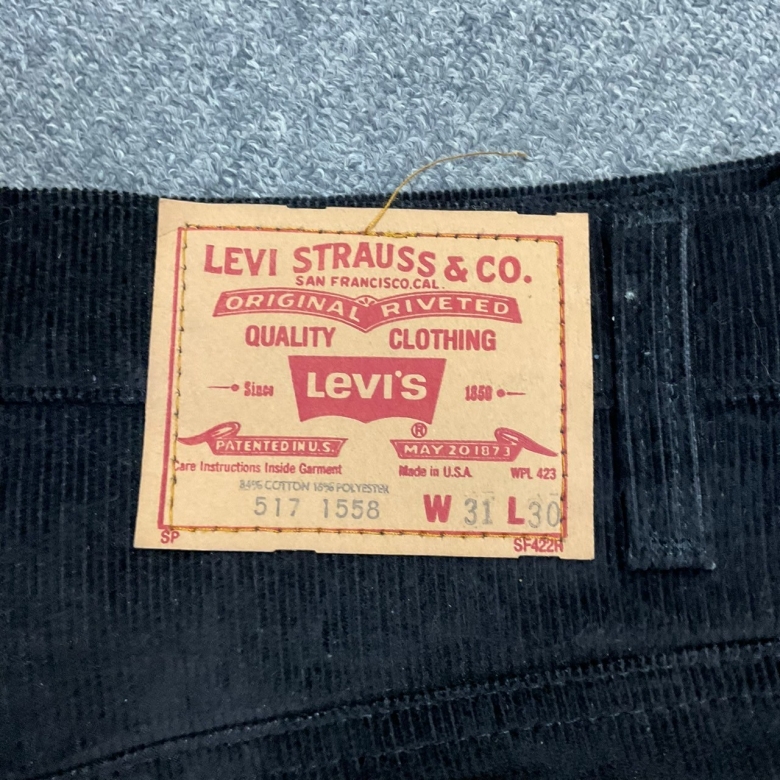 LEVI STRAUSS & CO.
SAN FRANCISCO, CAL.
ORIGINAL RIVETED
QUALITY CLOTHING
Since LEVI'S 1850
®
PATENTED IN U.S. MAY 20 1873
Care Instructions Inside Garment Made in U.S.A. WPL 423
84% COTTON 16% POLYESTER
517 1558 W 31 L 30
SP SF422H